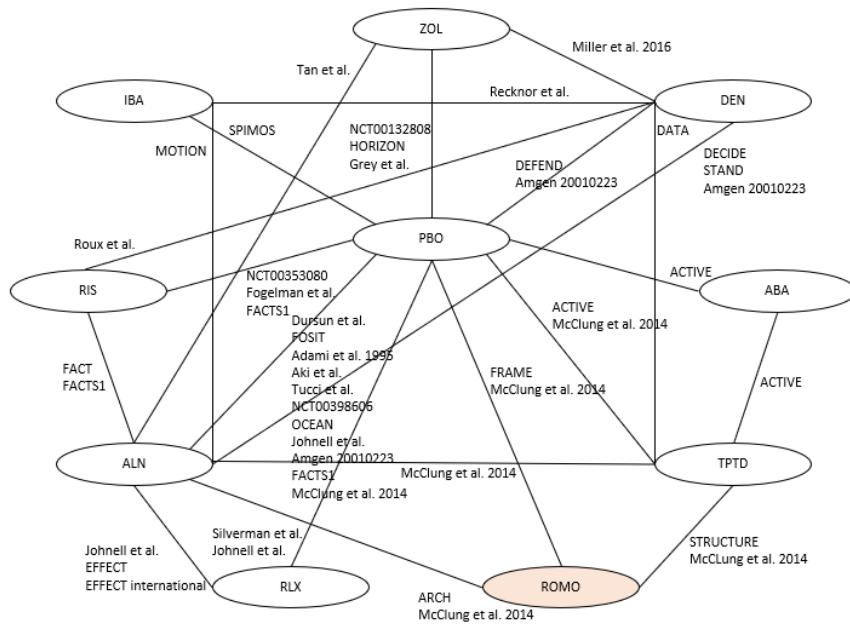 ZOL
Miller et al. 2016
Tan et al.
IBA
Recknor et al.
DEN
SPIMOS
MOTION
NCT00132808
HORIZON
Grey et al.
DATA
DEFEND
Amgen 20010223
DECIDE
STAND
Amgen 20010223
PBO
Roux et al.
RIS
NCT00353080
Fogelman et al.
FACTS1
ACTIVE
ABA
ACTIVE
McClung et al. 2014
Dursun et al.
FOSIT
Adami et al. 1995
Aki et al.
Tucci et al.
NCT00398606
OCEAN
Johnell et al.
Amgen 20010223
FACTS1
McClung et al. 2014
FACT
FACTS1
FRAME
McClung et al. 2014
ACTIVE
ALN
McClung et al. 2014
TPTD
Silverman et al.
Johnell et al.
STRUCTURE
McCLung et al. 2014
Johnell et al.
EFFECT
EFFECT international
RLX
ARCH
McClung et al. 2014
ROMO